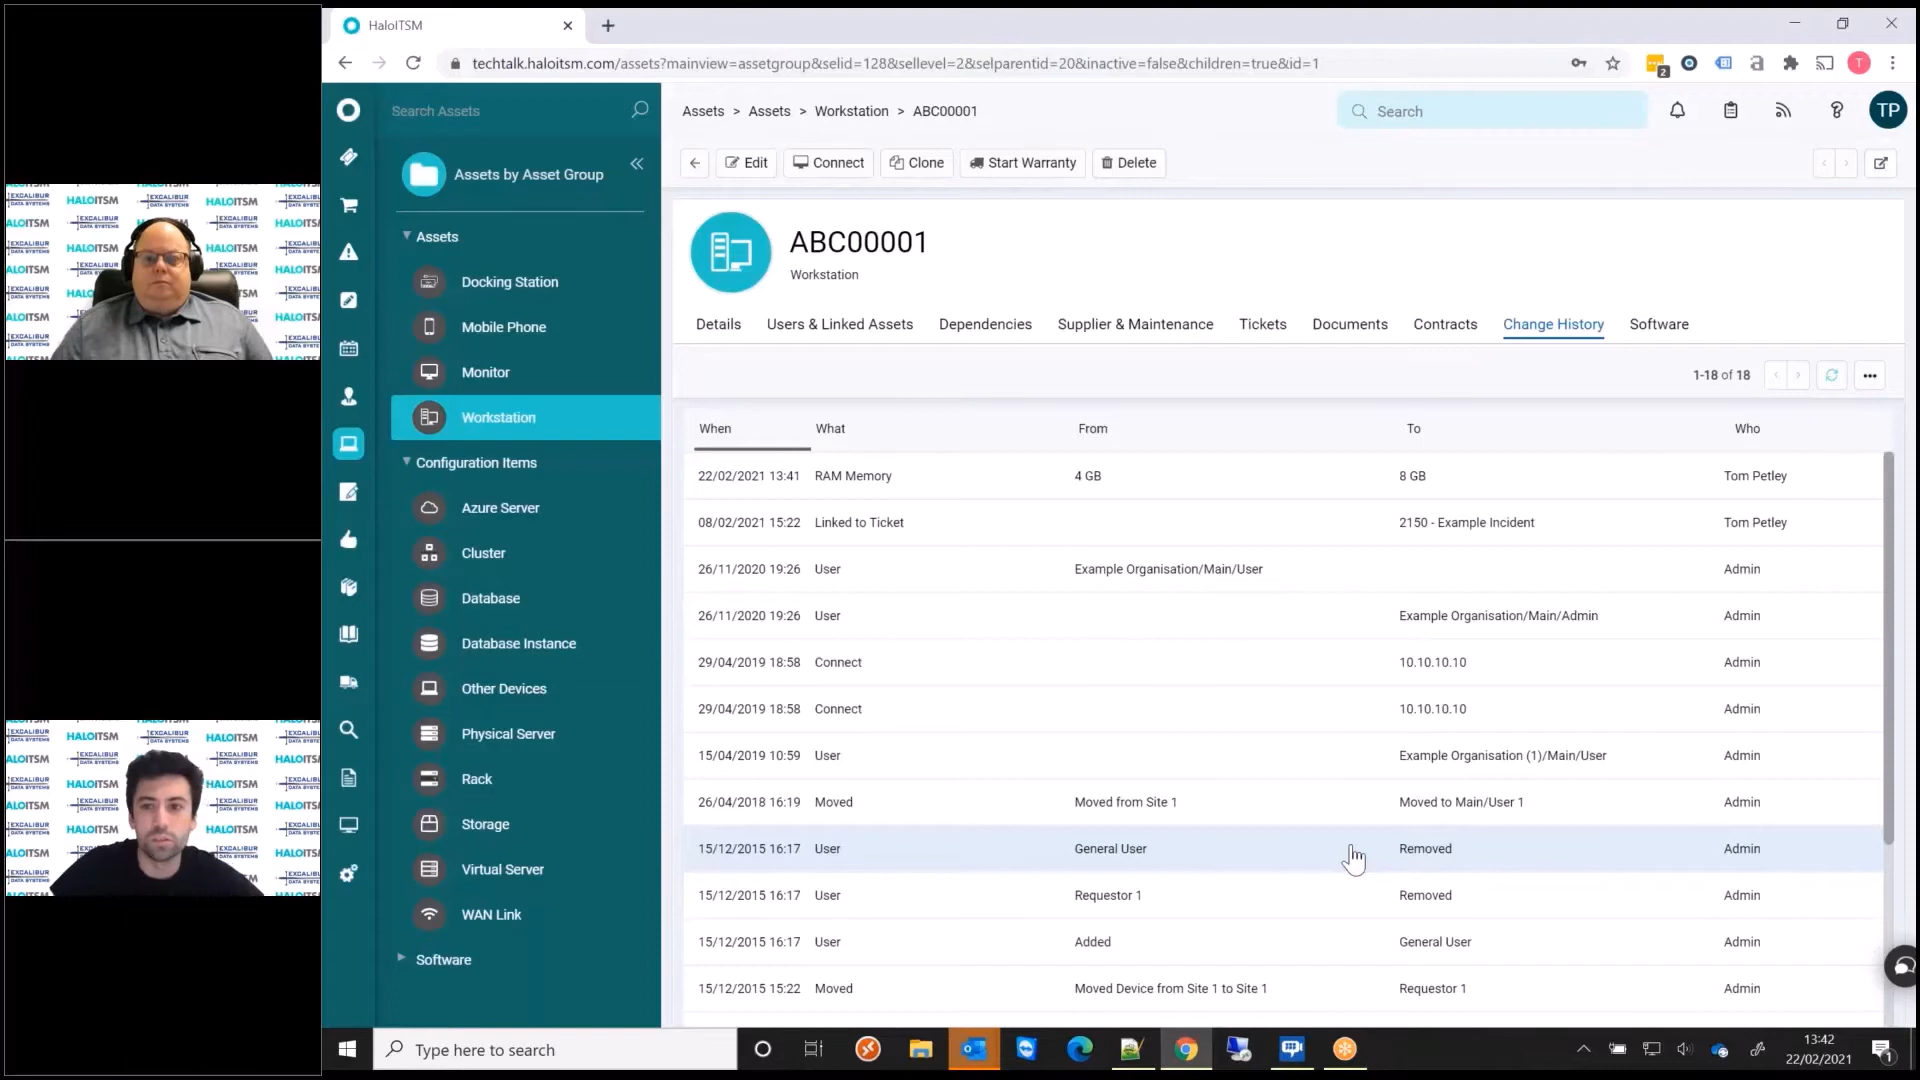 HaloITSM
techtalk.haloitsm.com/assets?mainview=assetgroup&selid=128&sellevel=2&selparentid=20&inactive=false&children=true&id=1
2
T
Search Assets
Assets > Assets > Workstation > ABC00001
Search
TP
Assets by Asset Group
Edit
Connect
Clone
Start Warranty
Delete
ABC00001
Workstation
Details
Users & Linked Assets
Dependencies
Supplier & Maintenance
Tickets
Documents
Contracts
Change History
Software
1-18 of 18
Assets
Docking Station
Mobile Phone
Monitor
Workstation
Configuration Items
Azure Server
Cluster
Database
Database Instance
Other Devices
Physical Server
Rack
Storage
Virtual Server
WAN Link
Software
When What From To Who
22/02/2021 13:41 RAM Memory 4 GB 8 GB Tom Petley
08/02/2021 15:22 Linked to Ticket 2150 - Example Incident Tom Petley
26/11/2020 19:26 User Example Organisation/Main/User Admin
26/11/2020 19:26 User Example Organisation/Main/Admin Admin
29/04/2019 18:58 Connect 10.10.10.10 Admin
29/04/2019 18:58 Connect 10.10.10.10 Admin
15/04/2019 10:59 User Example Organisation (1)/Main/User Admin
26/04/2018 16:19 Moved Moved from Site 1 Moved to Main/User 1 Admin
15/12/2015 16:17 User General User Removed Admin
15/12/2015 16:17 User Requestor 1 Removed Admin
15/12/2015 16:17 User Added General User Admin
15/12/2015 15:22 Moved Moved Device from Site 1 to Site 1 Requestor 1 Admin
Type here to search
13:42
22/02/2021
1
HALOITSM
EXCALIBUR
DATA SYSTEMS
HALOITSM
EXCALIBUR
DATA SYSTEMS